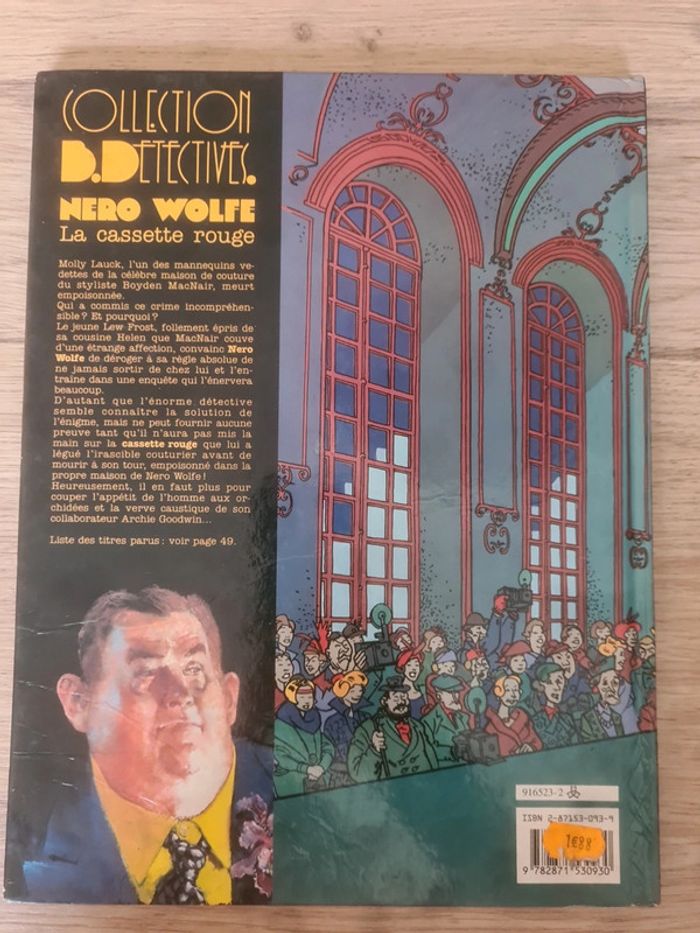 COLLECTION
B.DETECTIVES.
NERO WOLFE
La cassette rouge
Molly Lauck, l'un des mannequins ve-
dettes de la célèbre maison de couture
du styliste Boyden MacNair, meurt
empoisonnée.
Qui a commis ce crime incompréhen-
sible ? Et pourquoi ?
Le jeune Lew Frost, follement épris de
sa cousine Helen que MacNair couve
d'une étrange affection, convainc Nero
Wolfe de déroger à sa règle absolue de
ne jamais sortir de chez lui et l'en-
traîne dans une enquête qui l'énervera
beaucoup.
D'autant que l'énorme détective
semble connaître la solution de
l'énigme, mais ne peut fournir aucune
preuve tant qu'il n'aura pas mis la
main sur la cassette rouge que lui a
légué l'irascible couturier avant de
mourir à son tour, empoisonné dans la
propre maison de Nero Wolfe !
Heureusement, il en faut plus pour
couper l'appétit de l'homme aux or-
chidées et la verve caustique de son
collaborateur Archie Goodwin...
Liste des titres parus : voir page 49.
916523-2
ISBN 2-87153-093-9
1€88
9 782871 530930